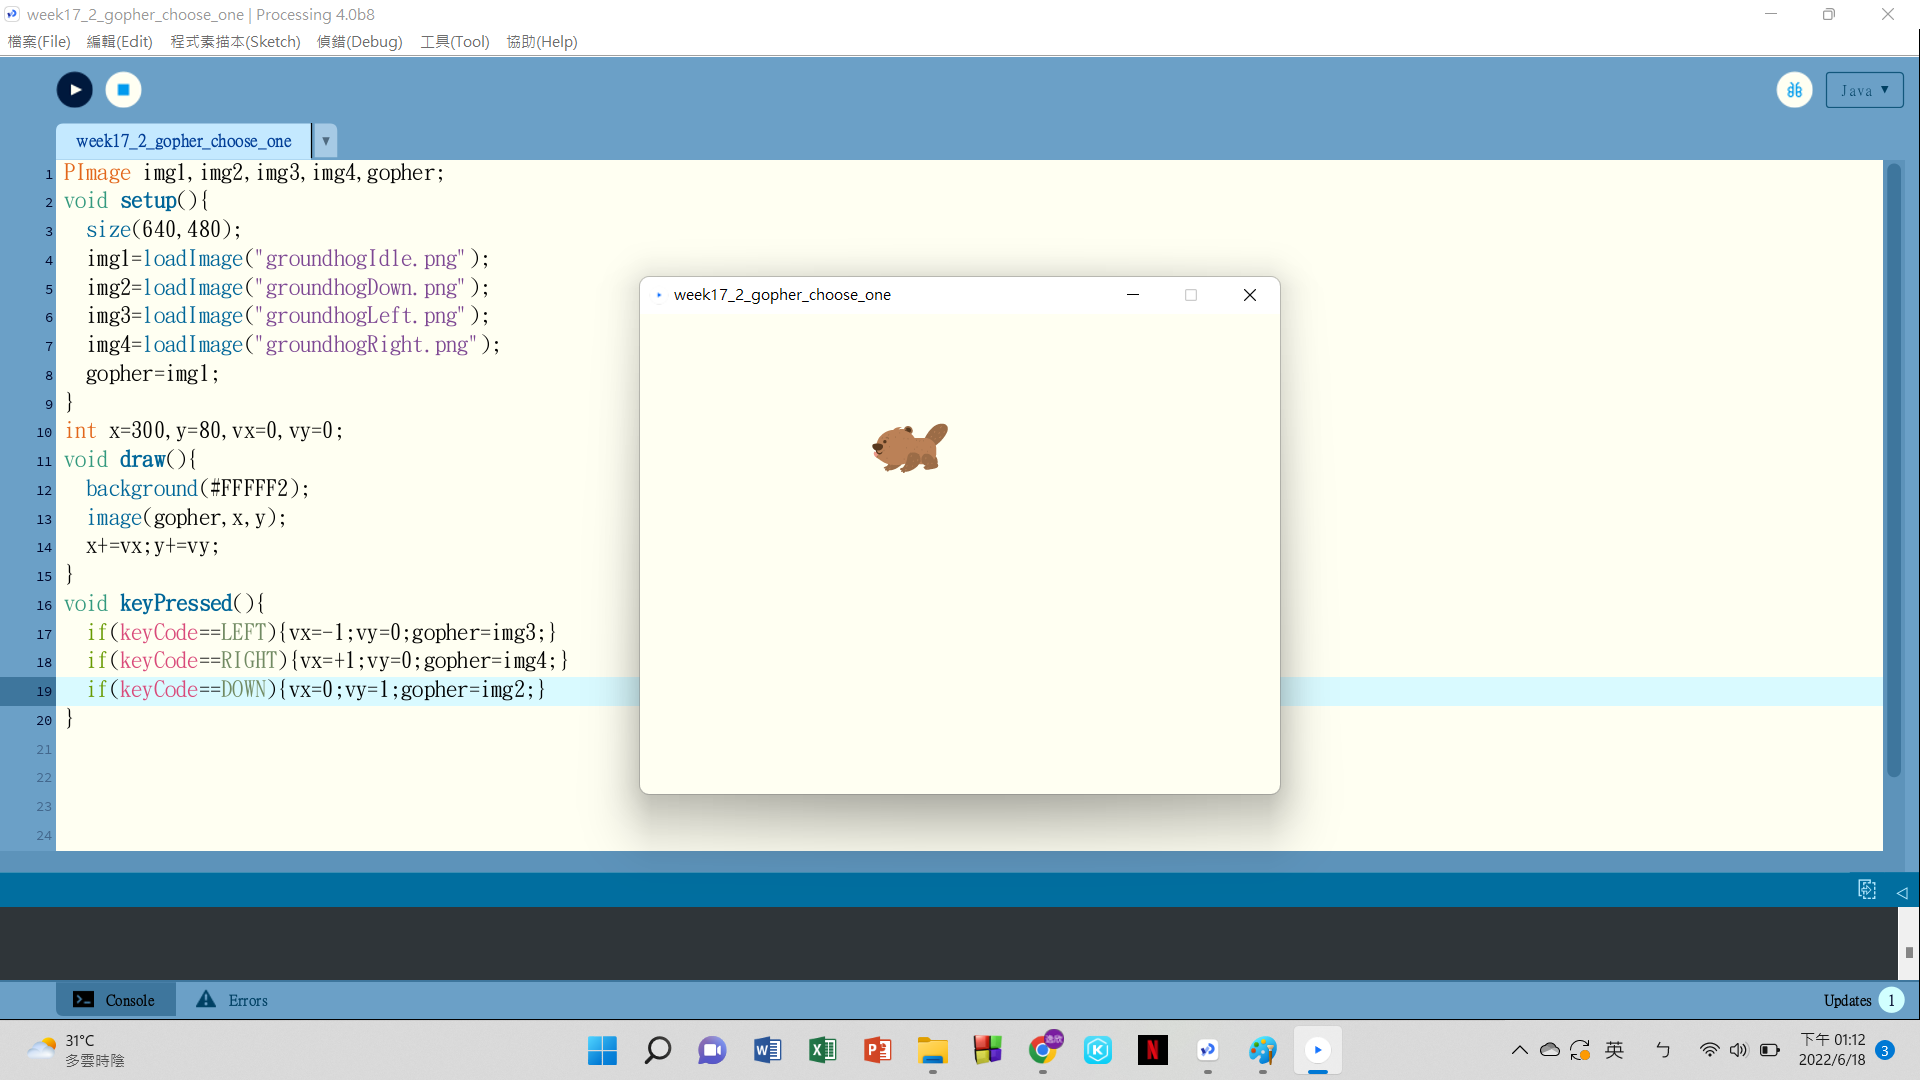 week17_2_gopher_choose_one | Processing 4.0b8
檔案(File) 編輯(Edit) 程式素描本(Sketch) 偵錯(Debug) 工具(Tool) 協助(Help)
Java ▼
week17_2_gopher_choose_one ▼
1 PImage img1,img2,img3,img4,gopher;
2 void setup(){
3 size(640,480);
4 img1=loadImage("groundhogIdle.png");
5 img2=loadImage("groundhogDown.png");
6 img3=loadImage("groundhogLeft.png");
7 img4=loadImage("groundhogRight.png");
8 gopher=img1;
9 }
10 int x=300,y=80,vx=0,vy=0;
11 void draw(){
12 background(#FFFFF2);
13 image(gopher,x,y);
14 x+=vx;y+=vy;
15 }
16 void keyPressed(){
17 if(keyCode==LEFT){vx=-1;vy=0;gopher=img3;}
18 if(keyCode==RIGHT){vx=+1;vy=0;gopher=img4;}
19 if(keyCode==DOWN){vx=0;vy=1;gopher=img2;}
20 }
21
22
23
24
week17_2_gopher_choose_one
Console Errors
Updates 1
31°C
多雲時陰
英 ㄅ
下午 01:12
2022/6/18
3